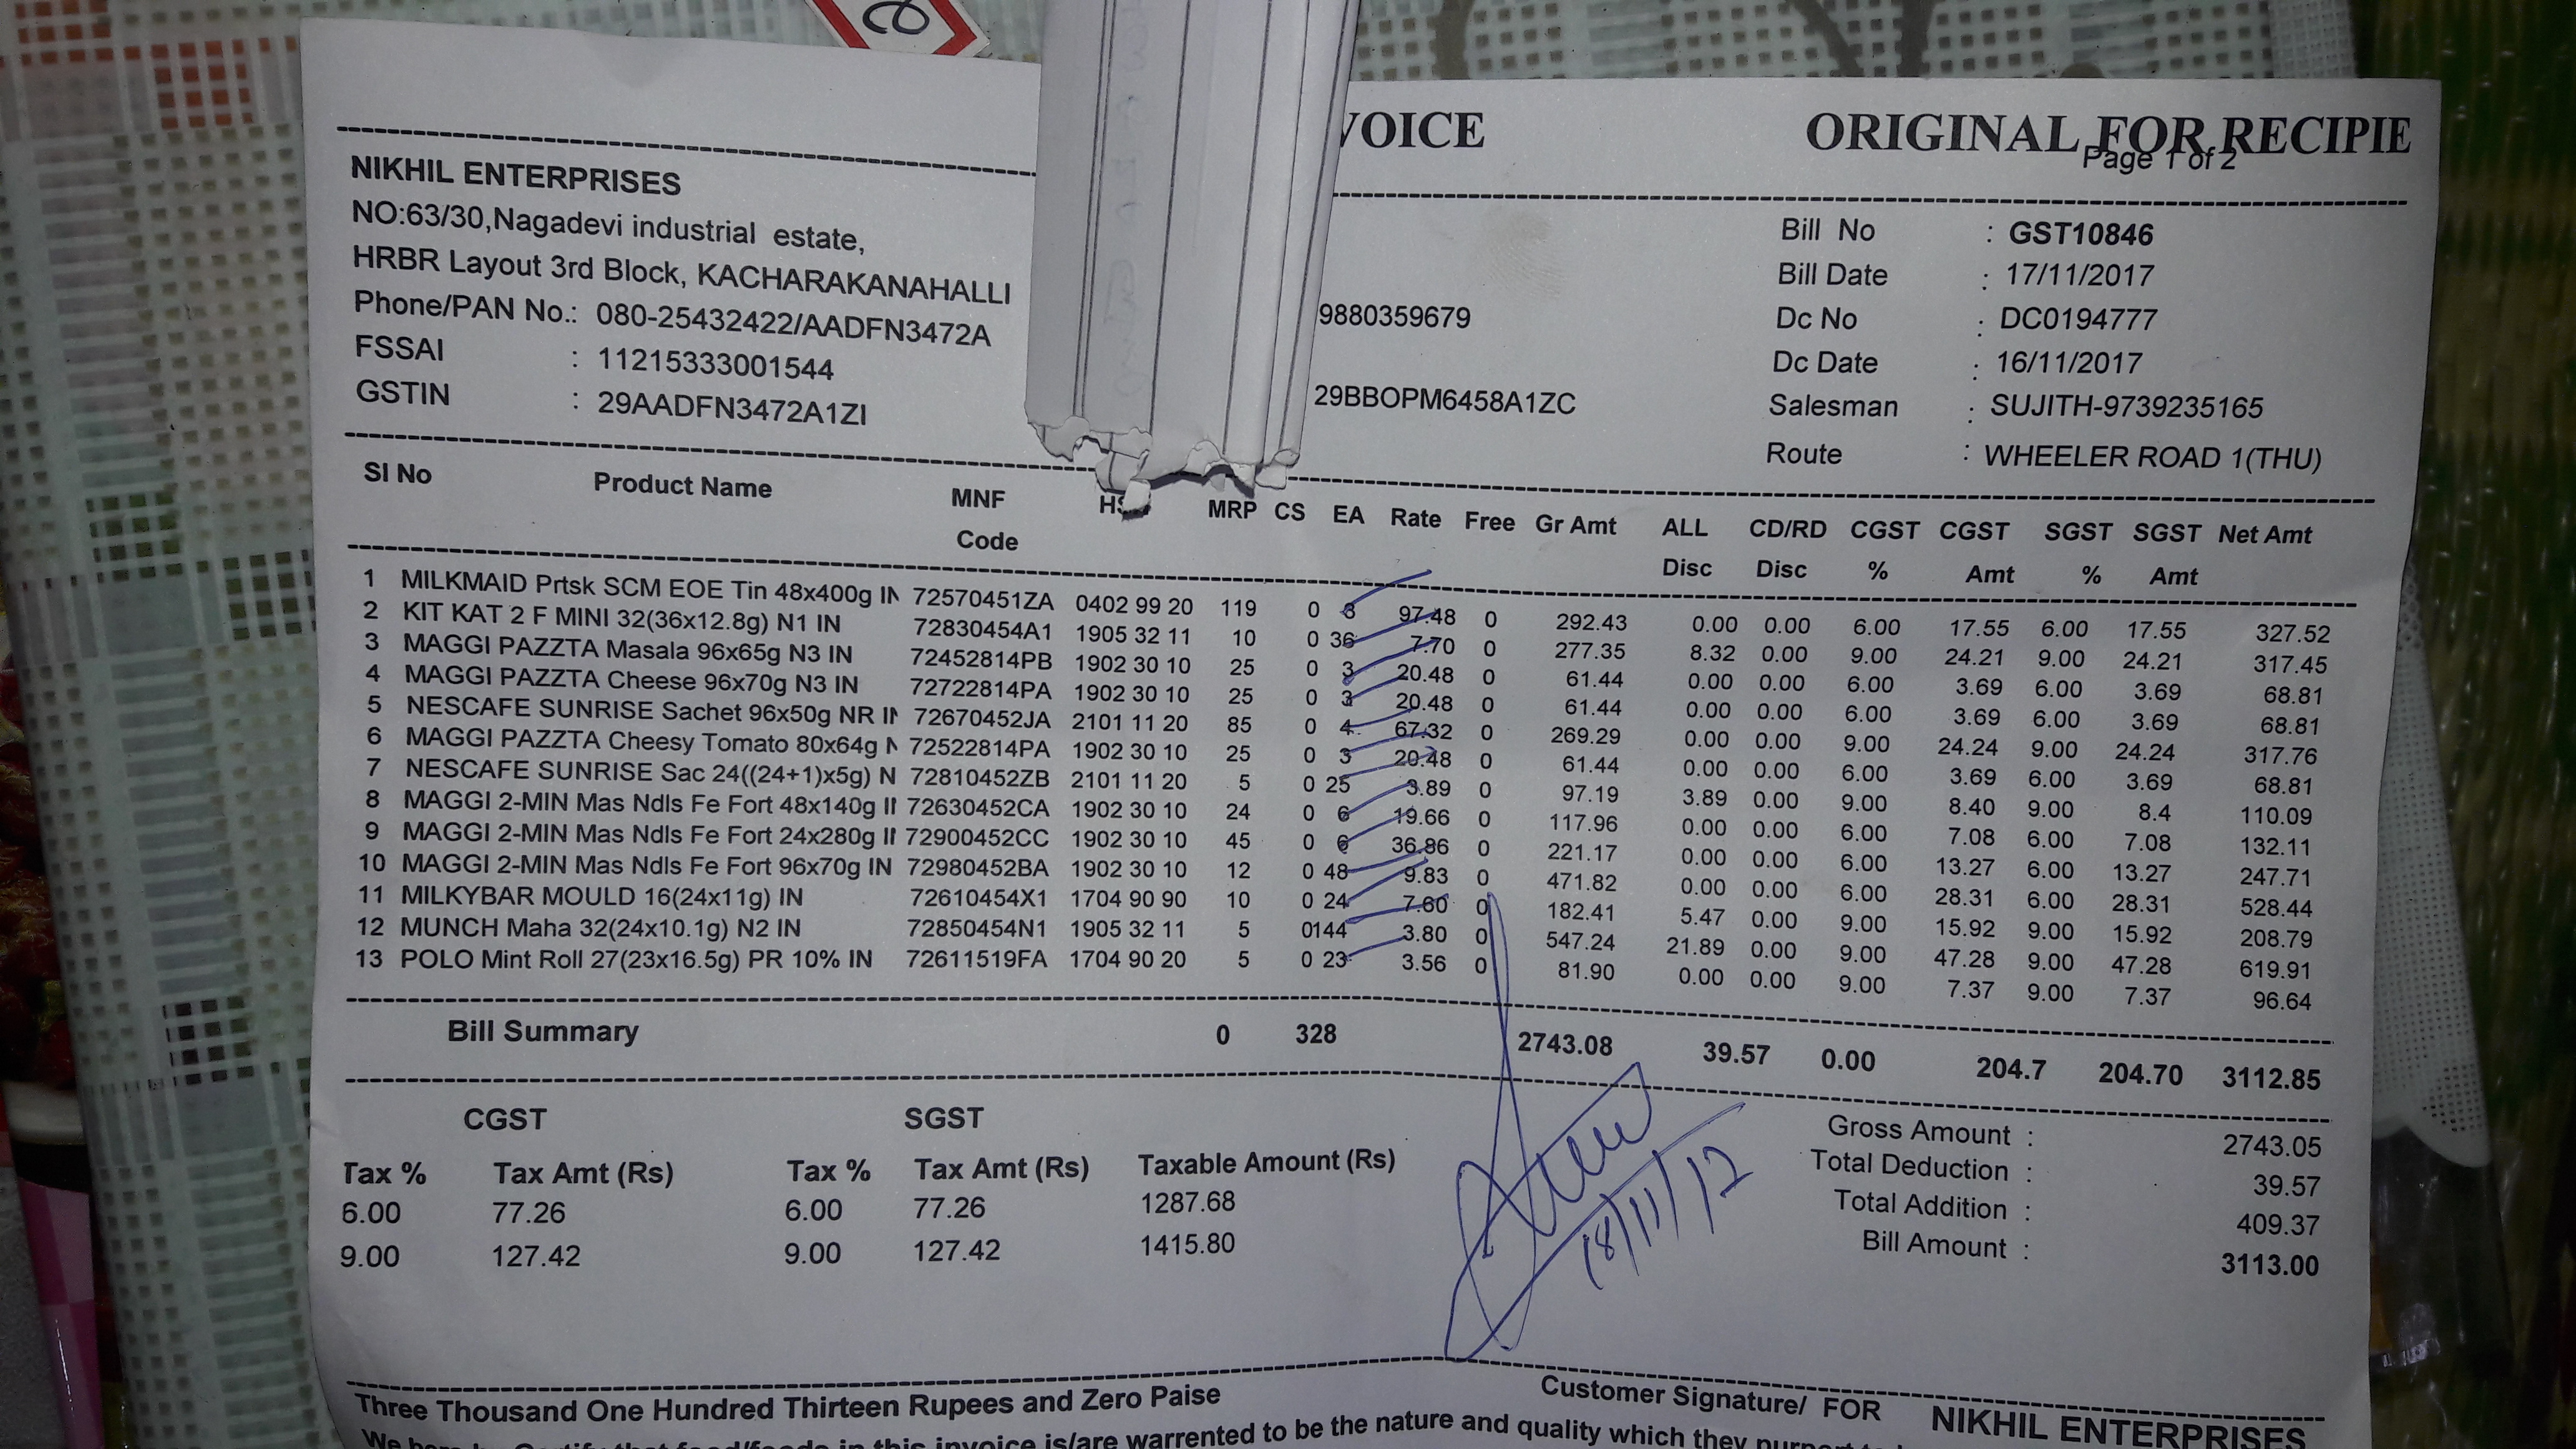 VOICE ORIGINAL FOR RECIPIE
Page 1 of 2
NIKHIL ENTERPRISES
NO:63/30,Nagadevi industrial estate,
HRBR Layout 3rd Block, KACHARAKANAHALLI
Phone/PAN No.: 080-25432422/AADFN3472A
FSSAI : 11215333001544
GSTIN : 29AADFN3472A1ZI
9880359679
29BBOPM6458A1ZC
Bill No : GST10846
Bill Date : 17/11/2017
Dc No : DC0194777
Dc Date : 16/11/2017
Salesman : SUJITH-9739235165
Route : WHEELER ROAD 1(THU)
SI No Product Name MNF Code MRP CS EA Rate Free Gr Amt ALL Disc CD/RD Disc CGST % CGST Amt SGST % SGST Amt Net Amt
1 MILKMAID Prtsk SCM EOE Tin 48x400g IN 72570451ZA 0402 99 20 119 0 3 97.48 0 292.43 0.00 0.00 6.00 17.55 6.00 17.55 327.52
2 KIT KAT 2 F MINI 32(36x12.8g) N1 IN 72830454A1 1905 32 11 10 0 36 7.70 0 277.35 8.32 0.00 9.00 24.21 9.00 24.21 317.45
3 MAGGI PAZZTA Masala 96x65g N3 IN 72452814PB 1902 30 10 25 0 3 20.48 0 61.44 0.00 0.00 6.00 3.69 6.00 3.69 68.81
4 MAGGI PAZZTA Cheese 96x70g N3 IN 72722814PA 1902 30 10 25 0 3 20.48 0 61.44 0.00 0.00 6.00 3.69 6.00 3.69 68.81
5 NESCAFE SUNRISE Sachet 96x50g NR IN 72670452JA 2101 11 20 85 0 4 67.32 0 269.29 0.00 0.00 9.00 24.24 9.00 24.24 317.76
6 MAGGI PAZZTA Cheesy Tomato 80x64g N 72522814PA 1902 30 10 25 0 3 20.48 0 61.44 0.00 0.00 6.00 3.69 6.00 3.69 68.81
7 NESCAFE SUNRISE Sac 24((24+1)x5g) N 72810452ZB 2101 11 20 5 0 25 3.89 0 97.19 3.89 0.00 9.00 8.40 9.00 8.4 110.09
8 MAGGI 2-MIN Mas Ndls Fe Fort 48x140g II 72630452CA 1902 30 10 24 0 6 19.66 0 117.96 0.00 0.00 6.00 7.08 6.00 7.08 132.11
9 MAGGI 2-MIN Mas Ndls Fe Fort 24x280g II 72900452CC 1902 30 10 45 0 6 36.86 0 221.17 0.00 0.00 6.00 13.27 6.00 13.27 247.71
10 MAGGI 2-MIN Mas Ndls Fe Fort 96x70g IN 72980452BA 1902 30 10 12 0 48 9.83 0 471.82 0.00 0.00 6.00 28.31 6.00 28.31 528.44
11 MILKYBAR MOULD 16(24x11g) IN 72610454X1 1704 90 90 10 0 24 7.60 0 182.41 5.47 0.00 9.00 15.92 9.00 15.92 208.79
12 MUNCH Maha 32(24x10.1g) N2 IN 72850454N1 1905 32 11 5 0144 3.80 0 547.24 21.89 0.00 9.00 47.28 9.00 47.28 619.91
13 POLO Mint Roll 27(23x16.5g) PR 10% IN 72611519FA 1704 90 20 5 0 23 3.56 0 81.90 0.00 0.00 9.00 7.37 9.00 7.37 96.64
Bill Summary 0 328 2743.08 39.57 0.00 204.7 204.70 3112.85
CGST SGST
Tax % Tax Amt (Rs) Tax % Tax Amt (Rs) Taxable Amount (Rs)
6.00 77.26 6.00 77.26 1287.68
9.00 127.42 9.00 127.42 1415.80
Gross Amount : 2743.05
Total Deduction : 39.57
Total Addition : 409.37
Bill Amount : 3113.00
18/11/17
Three Thousand One Hundred Thirteen Rupees and Zero Paise
Customer Signature/ FOR NIKHIL ENTERPRISES
in this invoice is/are warrented to be the nature and quality which they